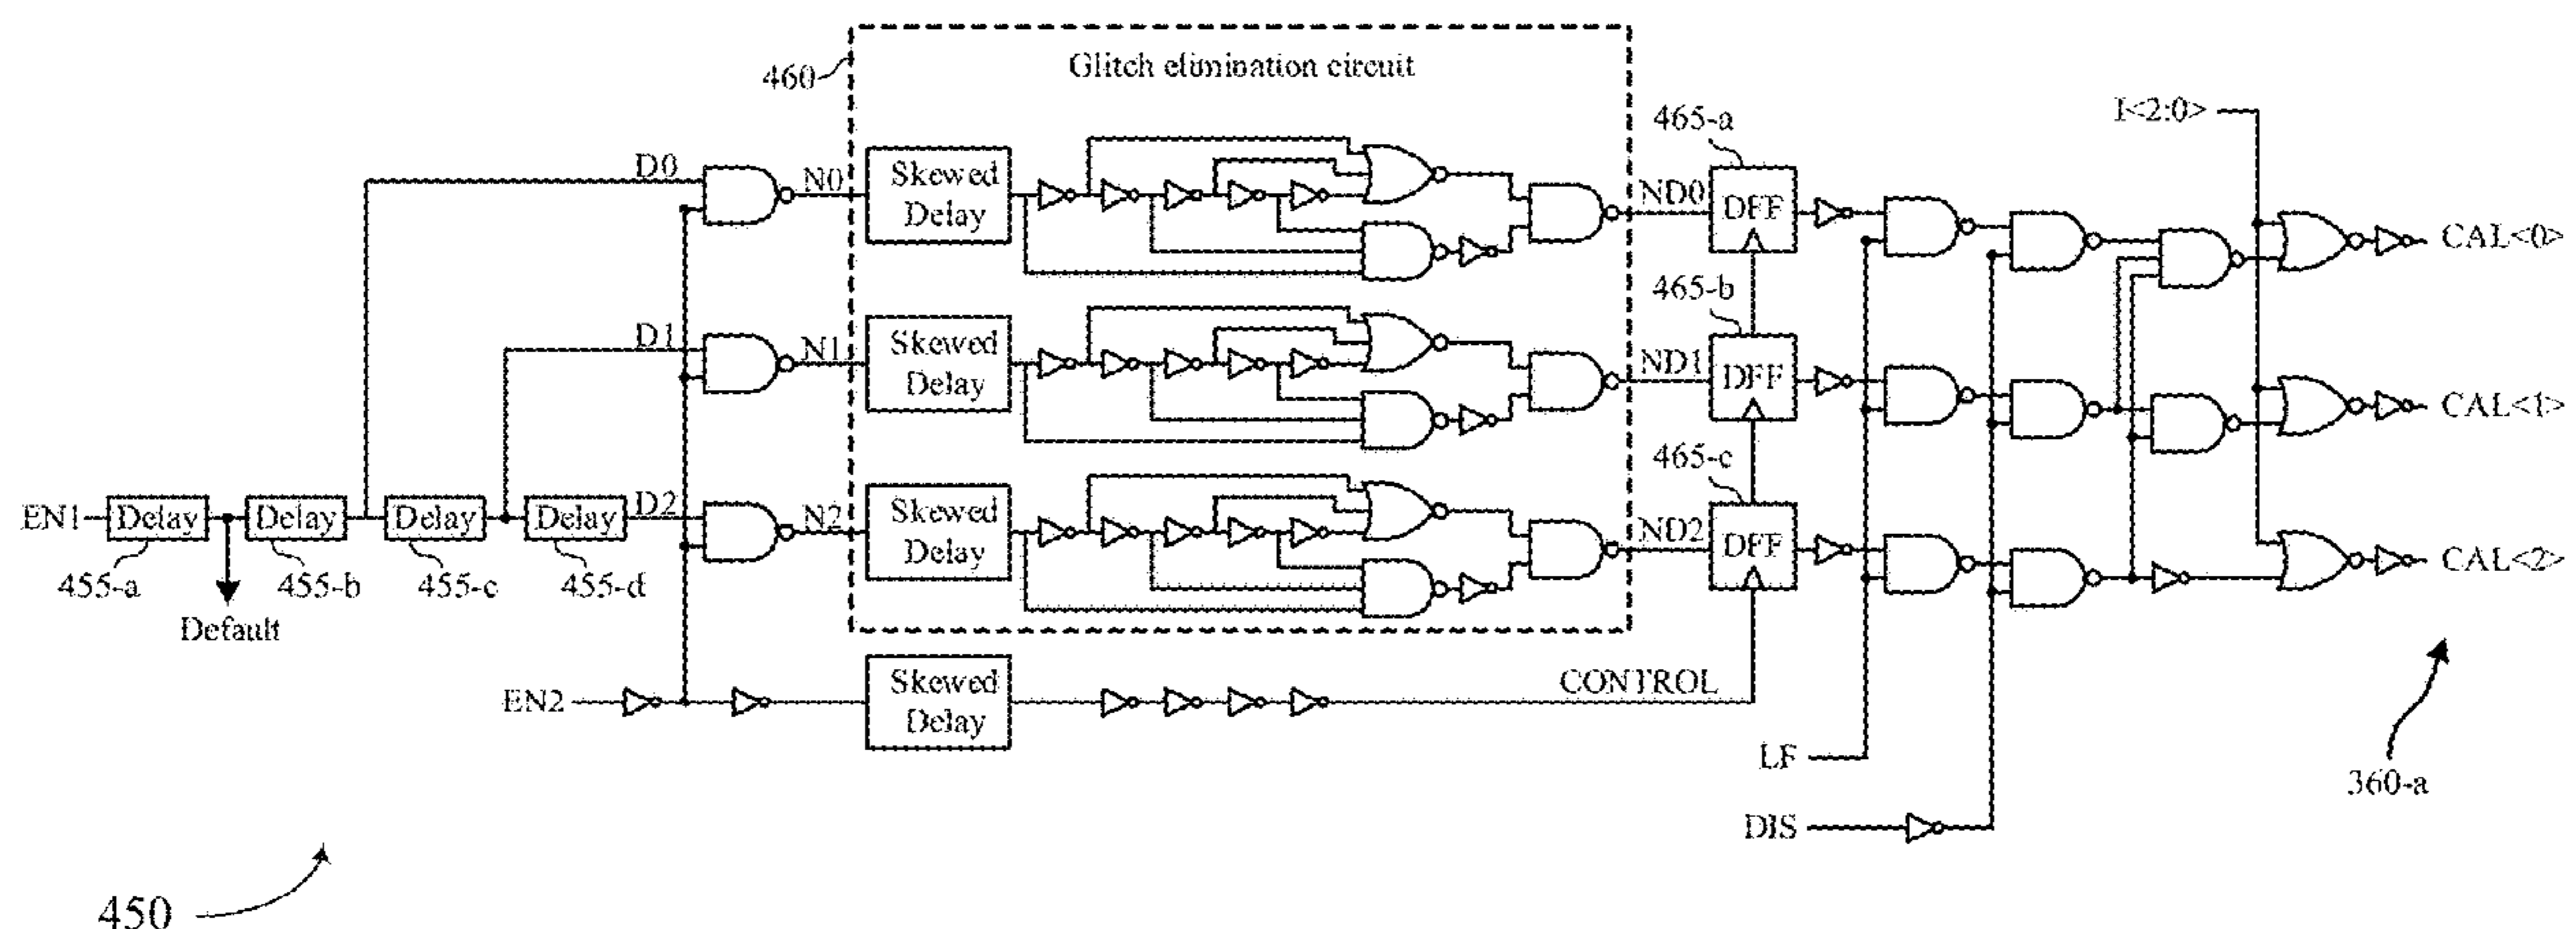 460
Glitch elimination circuit
465-a
I<2:0>
D0
N0
Skewed
Delay
ND0
DFF
CAL<0>
465-b
D1
N1
Skewed
Delay
ND1
DFF
CAL<1>
465-c
EN1
Delay
Delay
Delay
Delay
D2
N2
Skewed
Delay
ND2
DFF
CAL<2>
455-a
455-b
455-c
455-d
Default
EN2
Skewed
Delay
CONTROL
LF
360-a
DIS
450